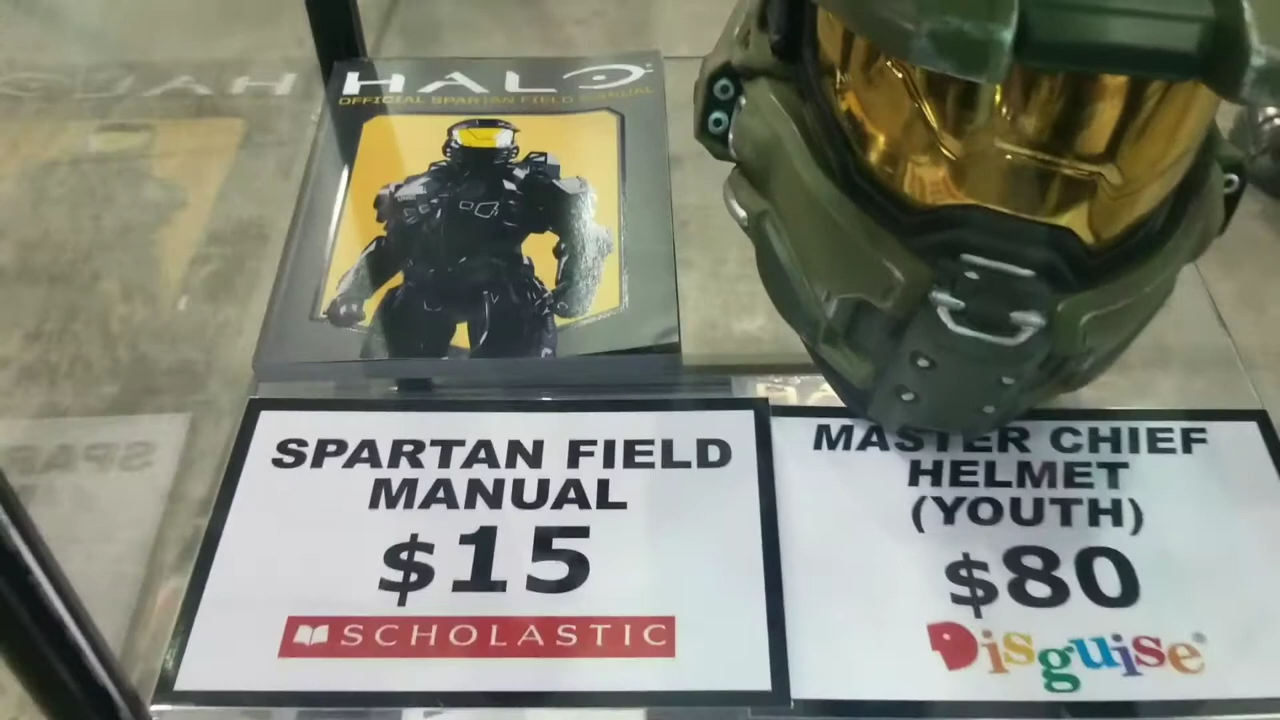 HALO
OFFICIAL SPARTAN FIELD MANUAL
SPARTAN FIELD
MANUAL
$15
SCHOLASTIC
MASTER CHIEF
HELMET
(YOUTH)
$80
Disguise